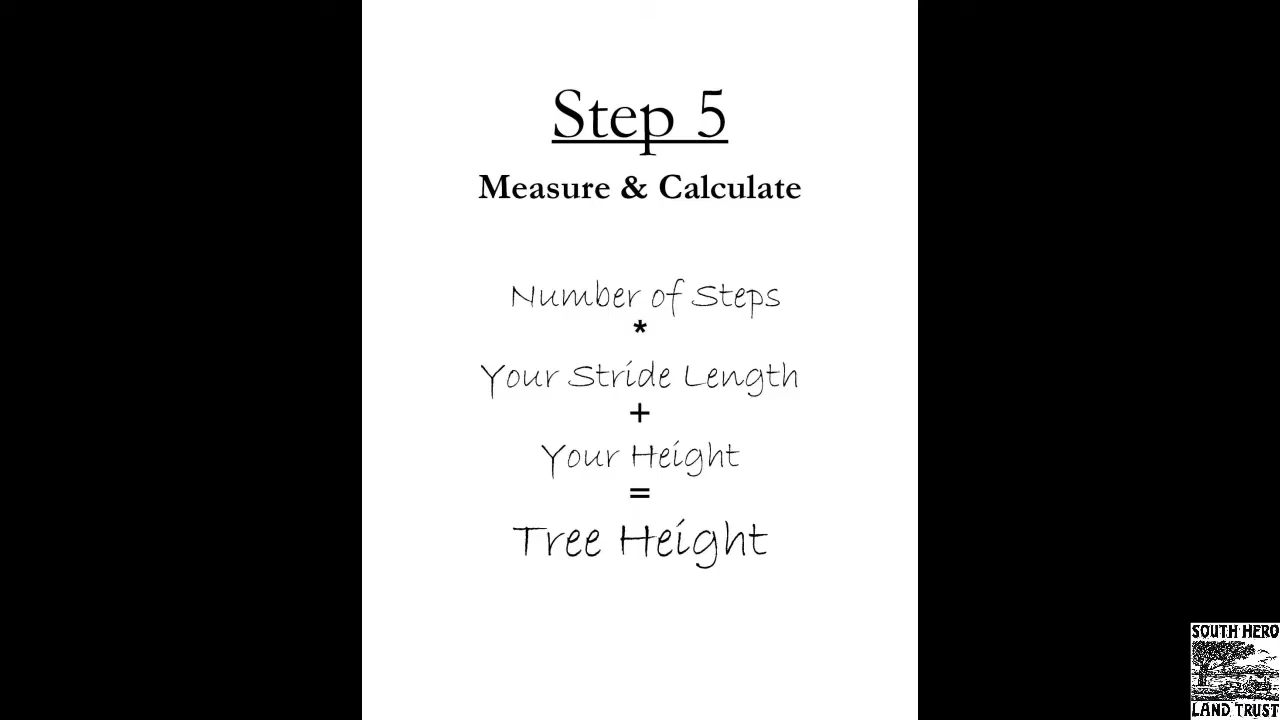 Step 5
Measure & Calculate
Number of Steps
*
Your Stride Length
+
Your Height
=
Tree Height
SOUTH HERO
LAND TRUST